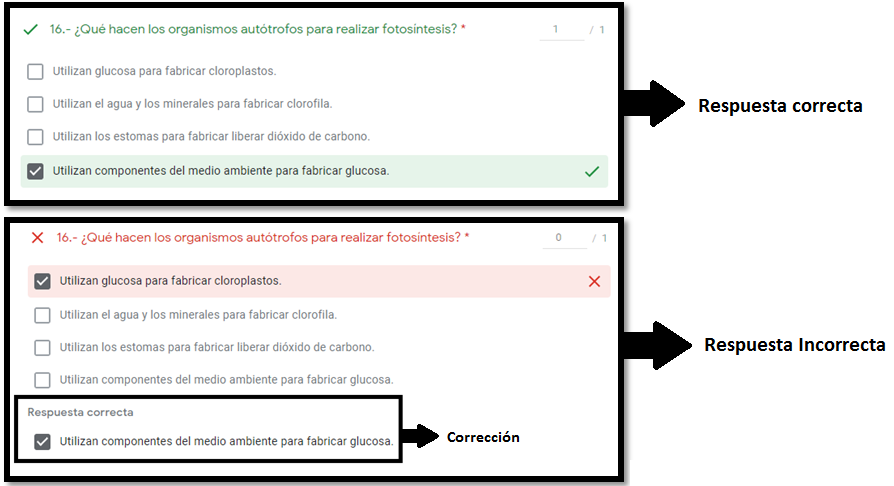 16.- ¿Qué hacen los organismos autótrofos para realizar fotosíntesis? * 1 / 1
Utilizan glucosa para fabricar cloroplastos.
Utilizan el agua y los minerales para fabricar clorofila.
Utilizan los estomas para fabricar liberar dióxido de carbono.
Utilizan componentes del medio ambiente para fabricar glucosa.
Respuesta correcta
16.- ¿Qué hacen los organismos autótrofos para realizar fotosíntesis? * 0 / 1
Utilizan glucosa para fabricar cloroplastos.
Utilizan el agua y los minerales para fabricar clorofila.
Utilizan los estomas para fabricar liberar dióxido de carbono.
Utilizan componentes del medio ambiente para fabricar glucosa.
Respuesta Incorrecta
Respuesta correcta
Utilizan componentes del medio ambiente para fabricar glucosa.
Corrección